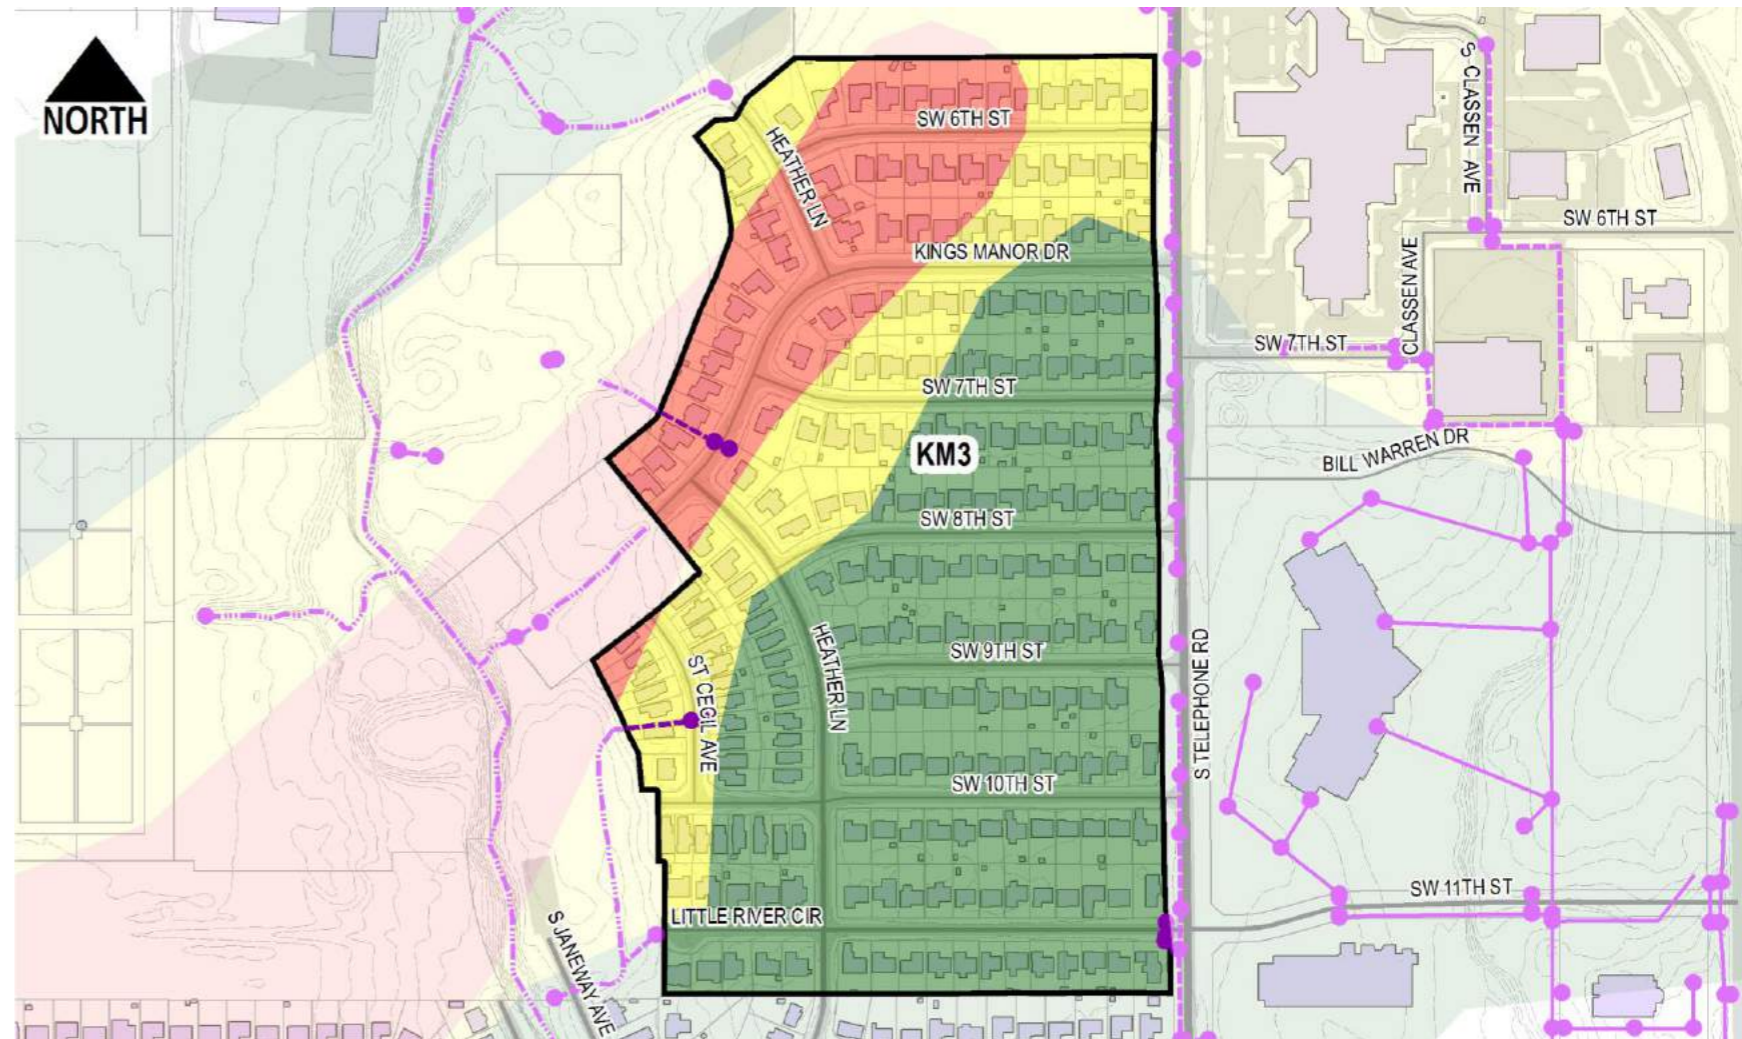 NORTH
SW 6TH ST
HEATHER LN
KINGS MANOR DR
SW 7TH ST
KM3
SW 8TH ST
HEATHER LN
SW 9TH ST
ST CECIL AVE
SW 10TH ST
LITTLE RIVER CIR
S JANEWAY AVE
S TELEPHONE RD
S CLASSEN AVE
SW 6TH ST
CLASSEN AVE
SW 7TH ST
BILL WARREN DR
SW 11TH ST